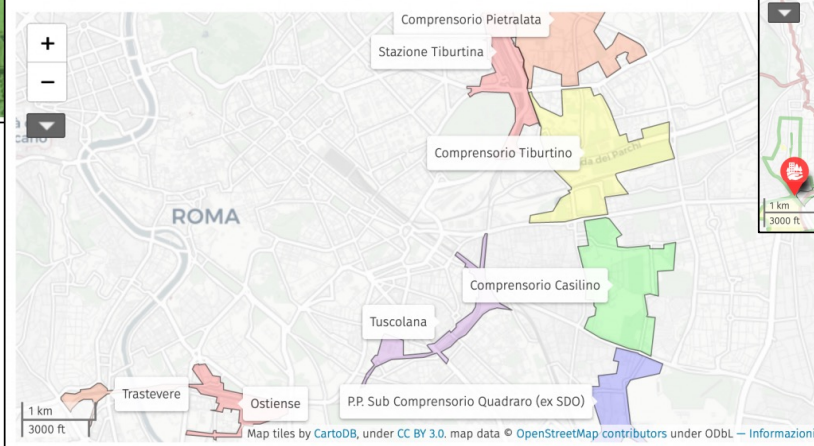 Comprensorio Pietralata
+
Stazione Tiburtina
−
Comprensorio Tiburtino
ROMA
1 km
3000 ft
Comprensorio Casilino
Tuscolana
Trastevere
Ostiense
P.P. Sub Comprensorio Quadraro (ex SDO)
1 km
3000 ft
Map tiles by CartoDB, under CC BY 3.0. map data © OpenStreetMap contributors under ODbL — Informazioni